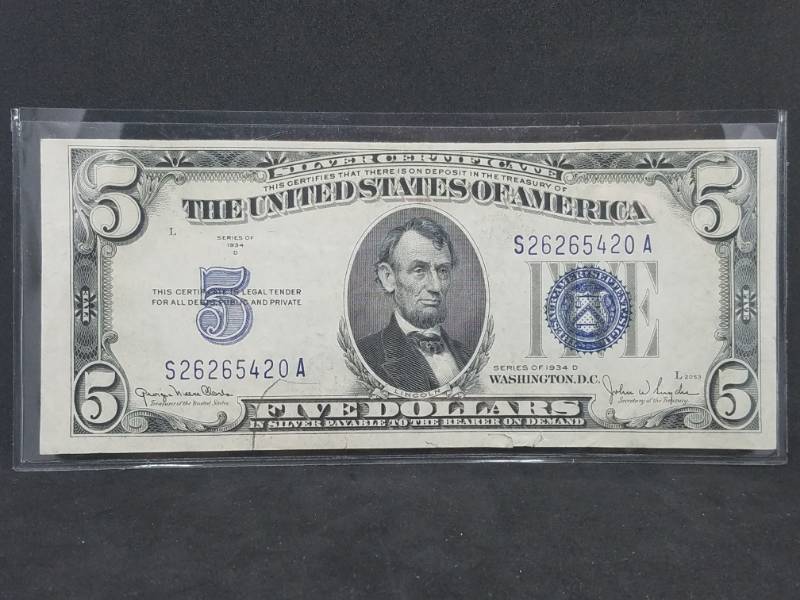 SILVER CERTIFICATE
5
5
THIS CERTIFIES THAT THERE IS ON DEPOSIT IN THE TREASURY OF
THE UNITED STATES OF AMERICA
L
SERIES OF
1934
D
S26265420 A
THIS CERTIFICATE IS LEGAL TENDER
FOR ALL DEBTS PUBLIC AND PRIVATE
5
FIVE
S26265420 A
SERIES OF 1934 D
WASHINGTON, D.C.
L 2053
LINCOLN
5
5
Treasurer of the United States
Secretary of the Treasury
FIVE DOLLARS
IN SILVER PAYABLE TO THE BEARER ON DEMAND